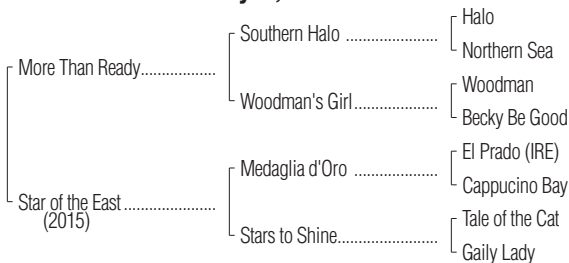 Halo
Southern Halo ......................
Northern Sea
More Than Ready..................
Woodman
Woodman's Girl....................
Becky Be Good
El Prado (IRE)
Medaglia d'Oro ....................
Cappucino Bay
Star of the East ......................
(2015)
Tale of the Cat
Stars to Shine........................
Gaily Lady